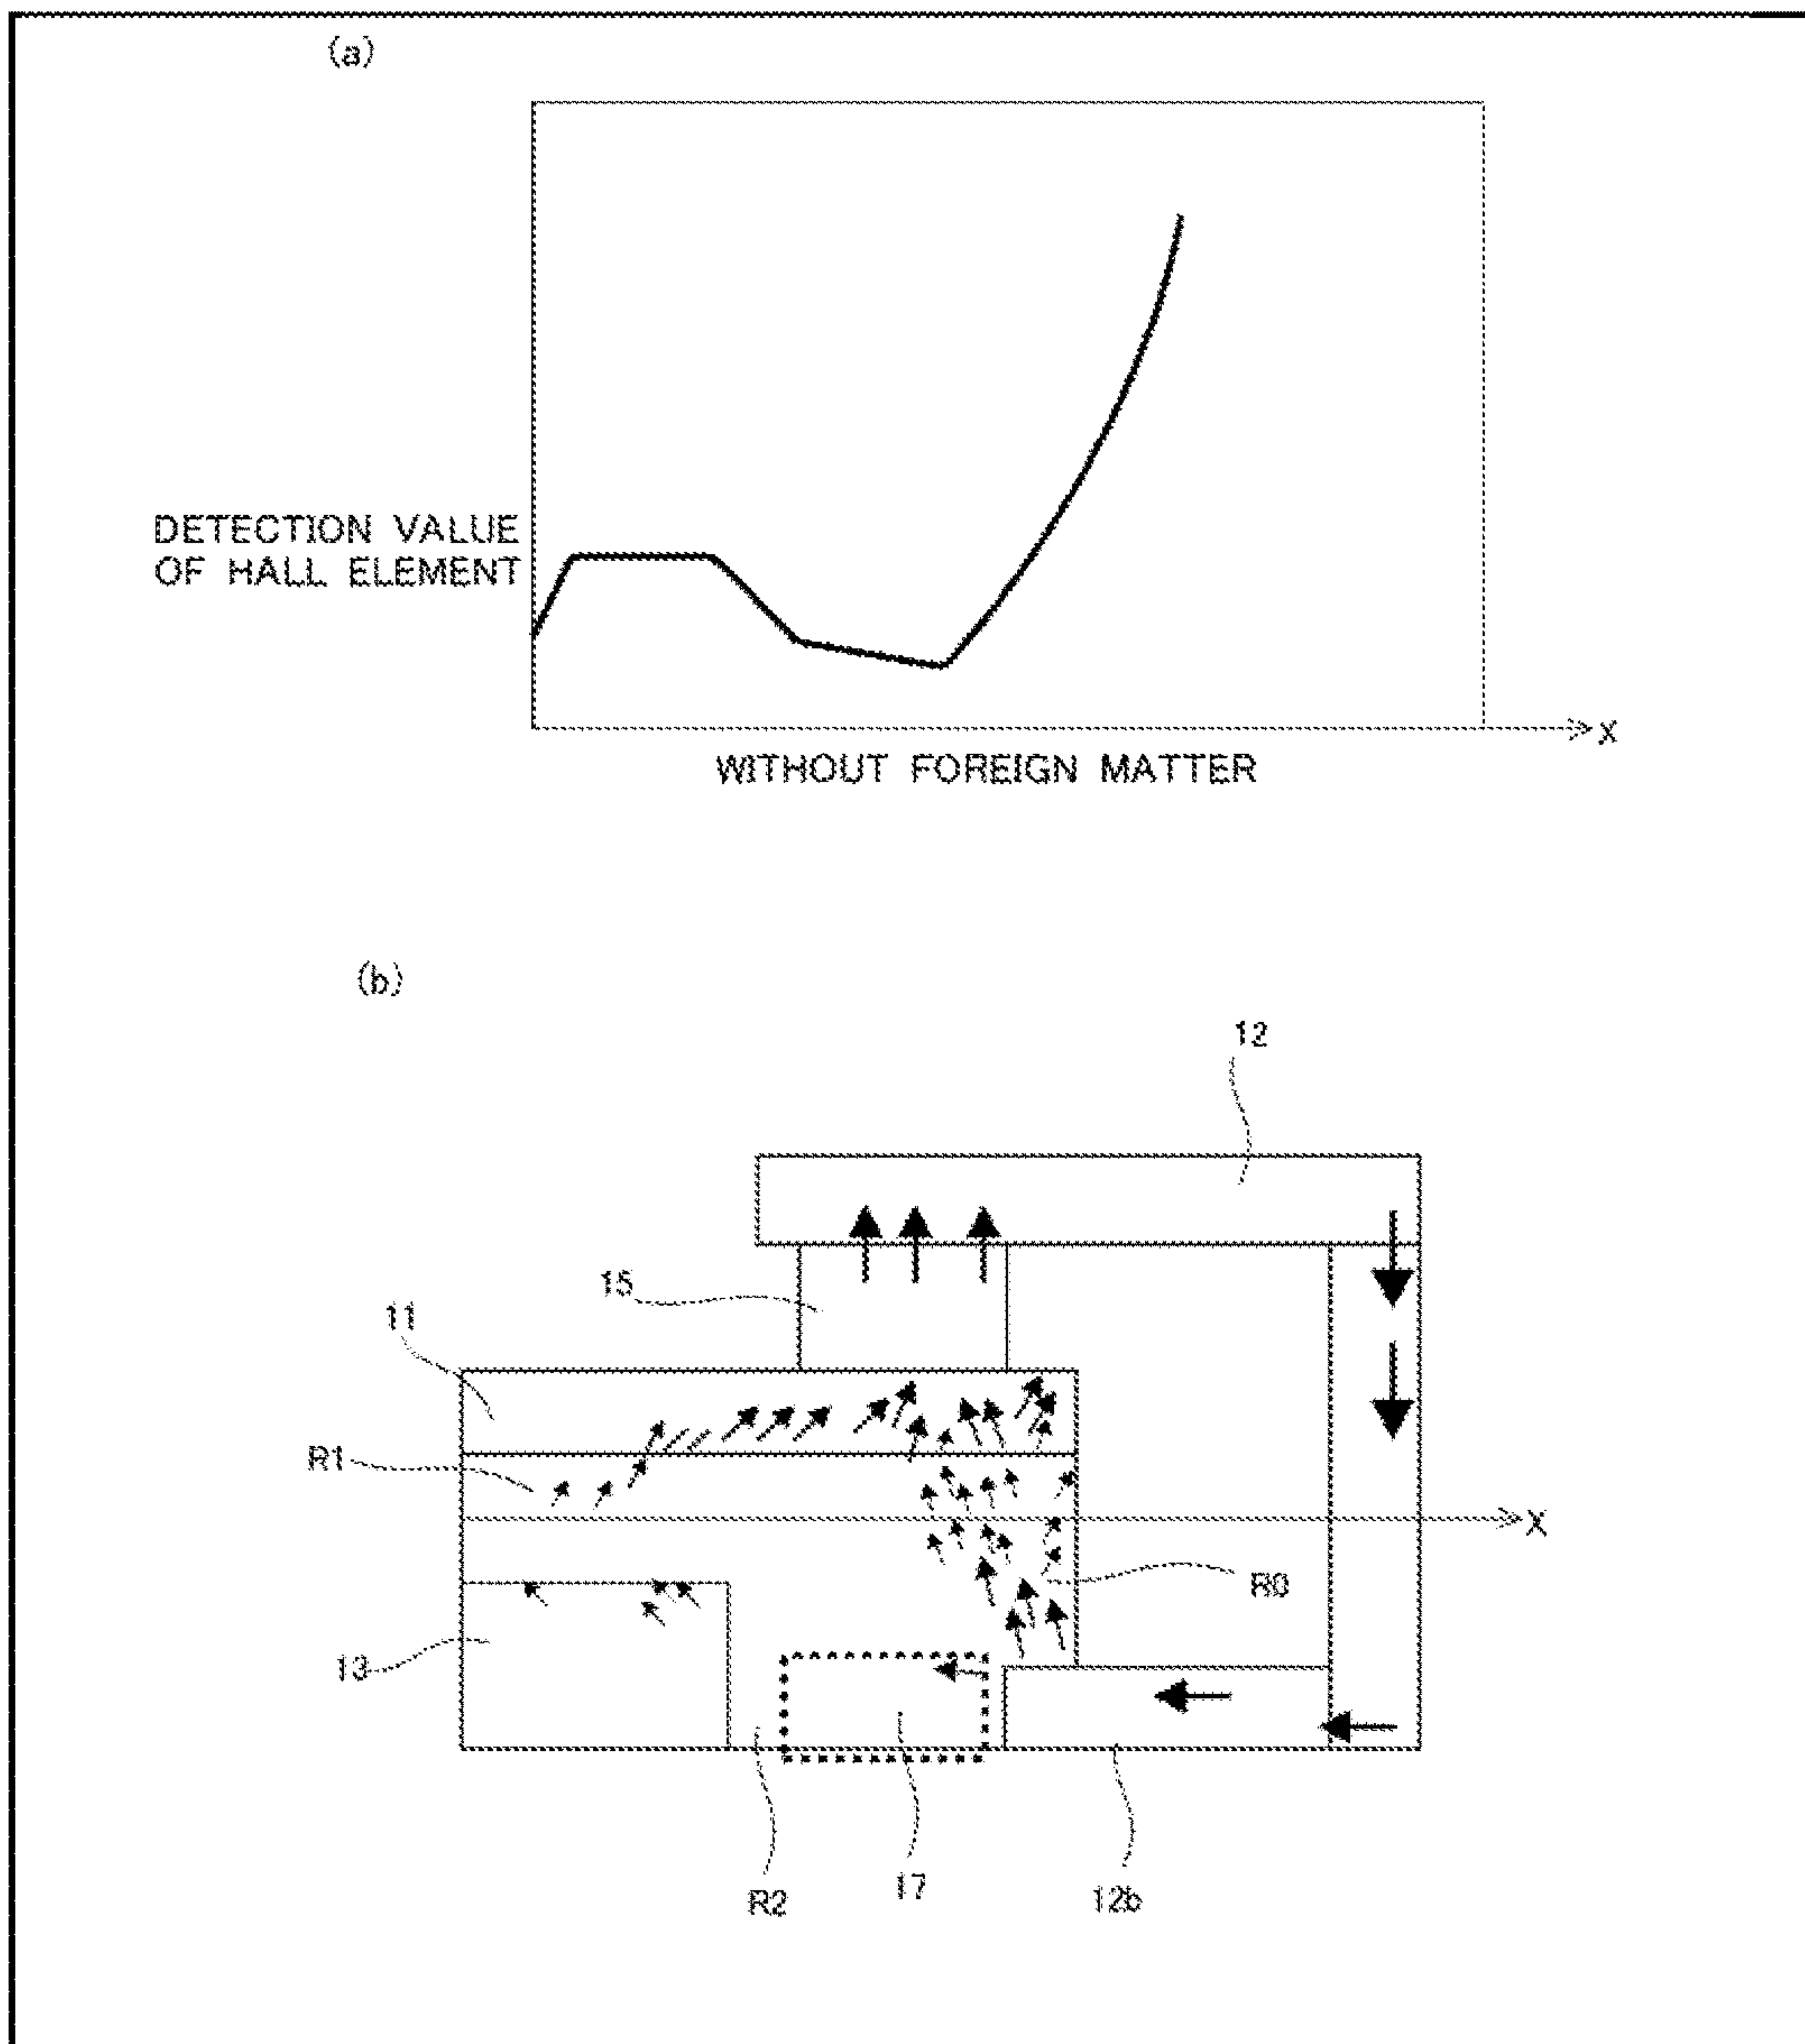 (a)
DETECTION VALUE
OF HALL ELEMENT
X
WITHOUT FOREIGN MATTER
(b)
12
15
11
R1
X
R0
13
17
R2
12b